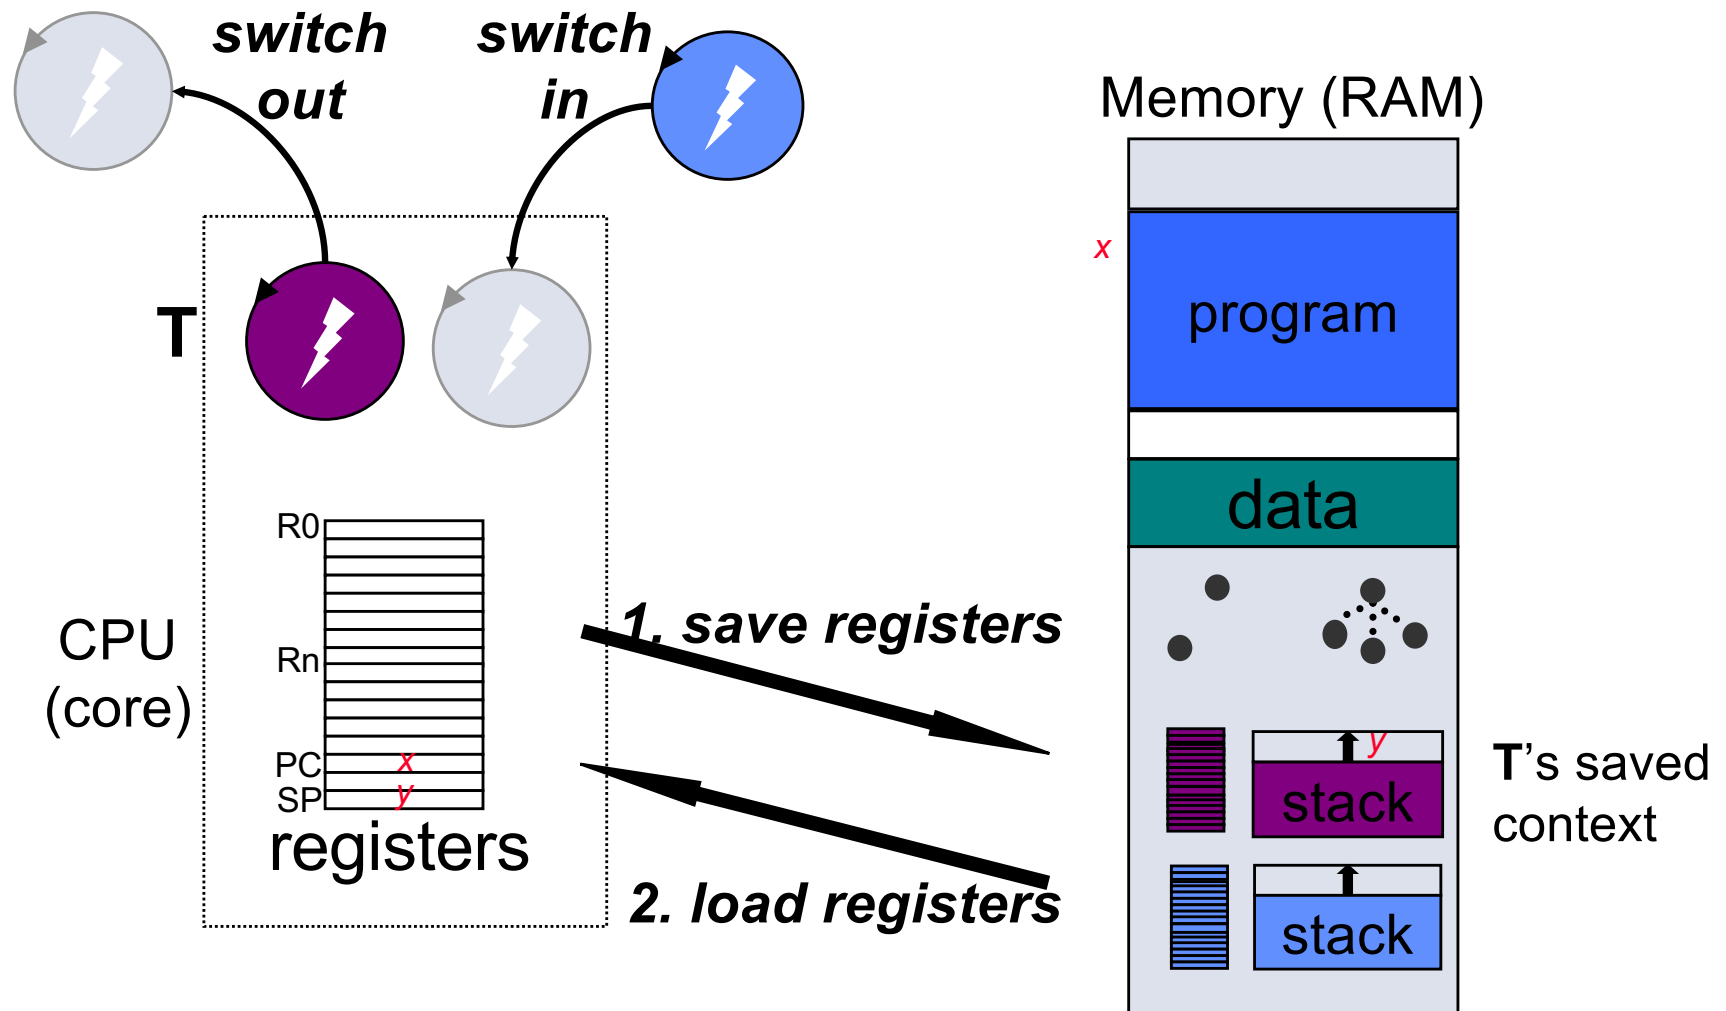 switch
out
switch
in
Memory (RAM)
x
program
T
data
R0
CPU
(core)
Rn
PC
x
SP
y
registers
1. save registers
2. load registers
y
stack
T's saved
context
stack